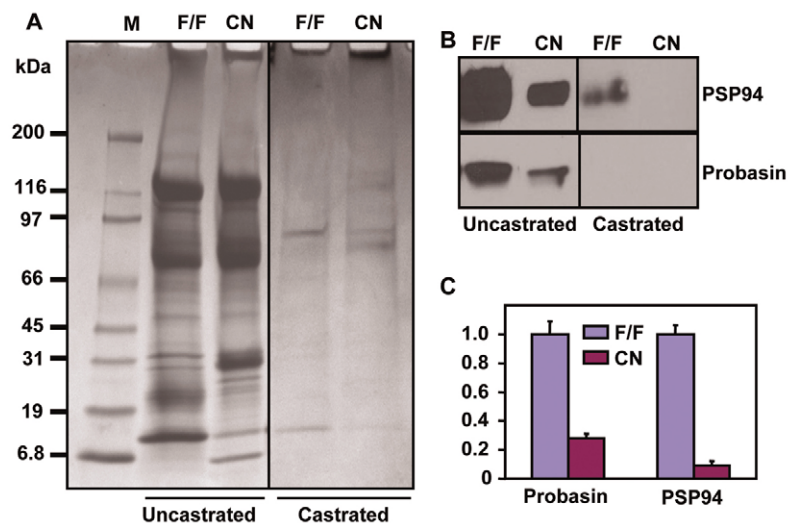 A
M F/F CN F/F CN
kDa
200
116
97
66
45
31
19
6.8
Uncastrated Castrated
B
F/F CN F/F CN
PSP94
Probasin
Uncastrated Castrated
C
1.0
0.8
0.6
0.4
0.2
0
F/F
CN
Probasin PSP94